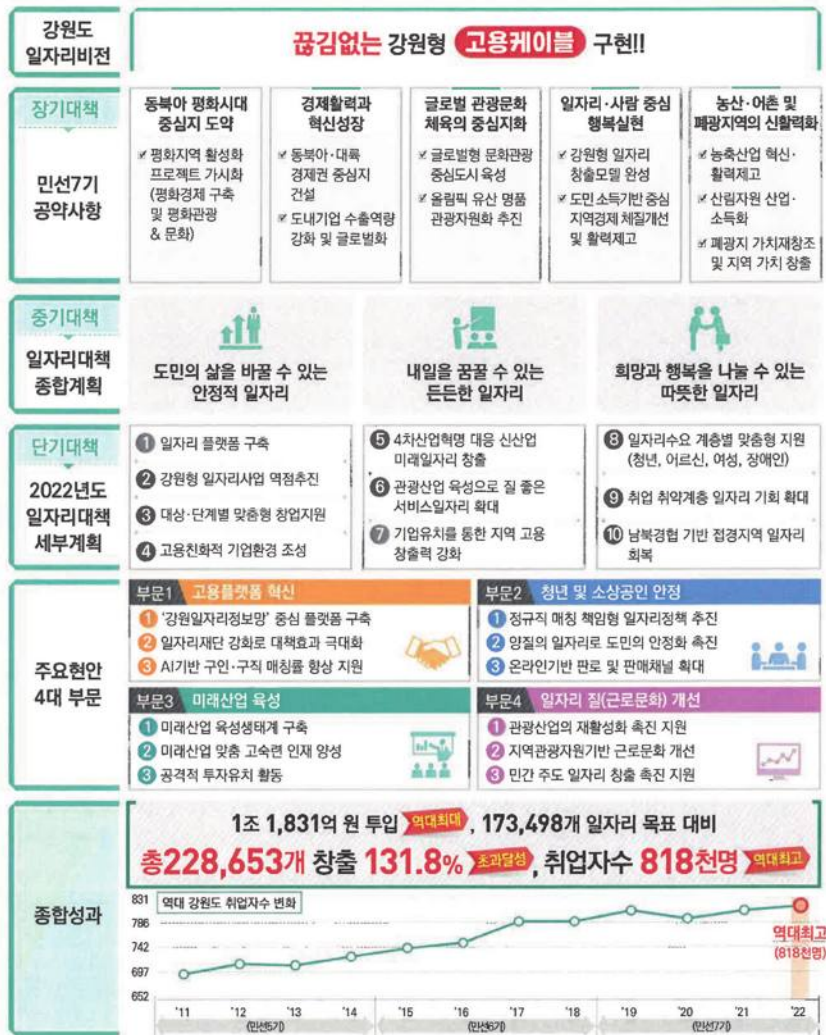 강원도
일자리비전
끊김없는 강원형 고용케이블 구현!!
장기대책
민선7기
공약사항
동북아 평화시대
중심지 도약
평화지역 활성화
프로젝트 가시화
(평화경제 구축
및 평화관광
& 문화)
경제활력과
혁신성장
동북아·대륙
경제권 중심지
건설
도내기업 수출역량
강화 및 글로벌화
글로벌 관광문화
체육의 중심지화
글로벌형 문화관광
중심도시 육성
올림픽 유산 명품
관광자원화 추진
일자리·사람 중심
행복실현
강원형 일자리
창출모델 완성
도민 소득기반 중심
지역경제 체질개선
및 활력제고
농산·어촌 및
폐광지역의 신활력화
농축산업 혁신·
활력제고
산림자원 산업·
소득화
폐광지 가치재창조
및 지역 가치 창출
중기대책
일자리대책
종합계획
도민의 삶을 바꿀 수 있는
안정적 일자리
내일을 꿈꿀 수 있는
든든한 일자리
희망과 행복을 나눌 수 있는
따뜻한 일자리
단기대책
2022년도
일자리대책
세부계획
1 일자리 플랫폼 구축
2 강원형 일자리사업 역점추진
3 대상·단계별 맞춤형 창업지원
4 고용친화적 기업환경 조성
5 4차산업혁명 대응 신산업
미래일자리 창출
6 관광산업 육성으로 질 좋은
서비스일자리 확대
7 기업유치를 통한 지역 고용
창출력 강화
8 일자리수요 계층별 맞춤형 지원
(청년, 어르신, 여성, 장애인)
9 취업 취약계층 일자리 기회 확대
10 남북경협 기반 접경지역 일자리
회복
주요현안
4대 부문
부문1 고용플랫폼 혁신
1 '강원일자리정보망' 중심 플랫폼 구축
2 일자리재단 강화로 대책효과 극대화
3 AI기반 구인·구직 매칭률 향상 지원
부문2 청년 및 소상공인 안정
1 정규직 매칭 책임형 일자리정책 추진
2 양질의 일자리로 도민의 안정화 촉진
3 온라인기반 판로 및 판매채널 확대
부문3 미래산업 육성
1 미래산업 육성생태계 구축
2 미래산업 맞춤 고숙련 인재 양성
3 공격적 투자유치 활동
부문4 일자리 질(근로문화) 개선
1 관광산업의 재활성화 촉진 지원
2 지역관광자원기반 근로문화 개선
3 민간 주도 일자리 창출 촉진 지원
종합성과
1조 1,831억 원 투입 역대최대, 173,498개 일자리 목표 대비
총228,653개 창출 131.8% 초과달성, 취업자수 818천명 역대최고
역대 강원도 취업자수 변화
831
786
742
697
652
역대최고
(818천명)
'11 '12 '13 '14 '15 '16 '17 '18 '19 '20 '21 '22
(민선5기) (민선6기) (민선7기)